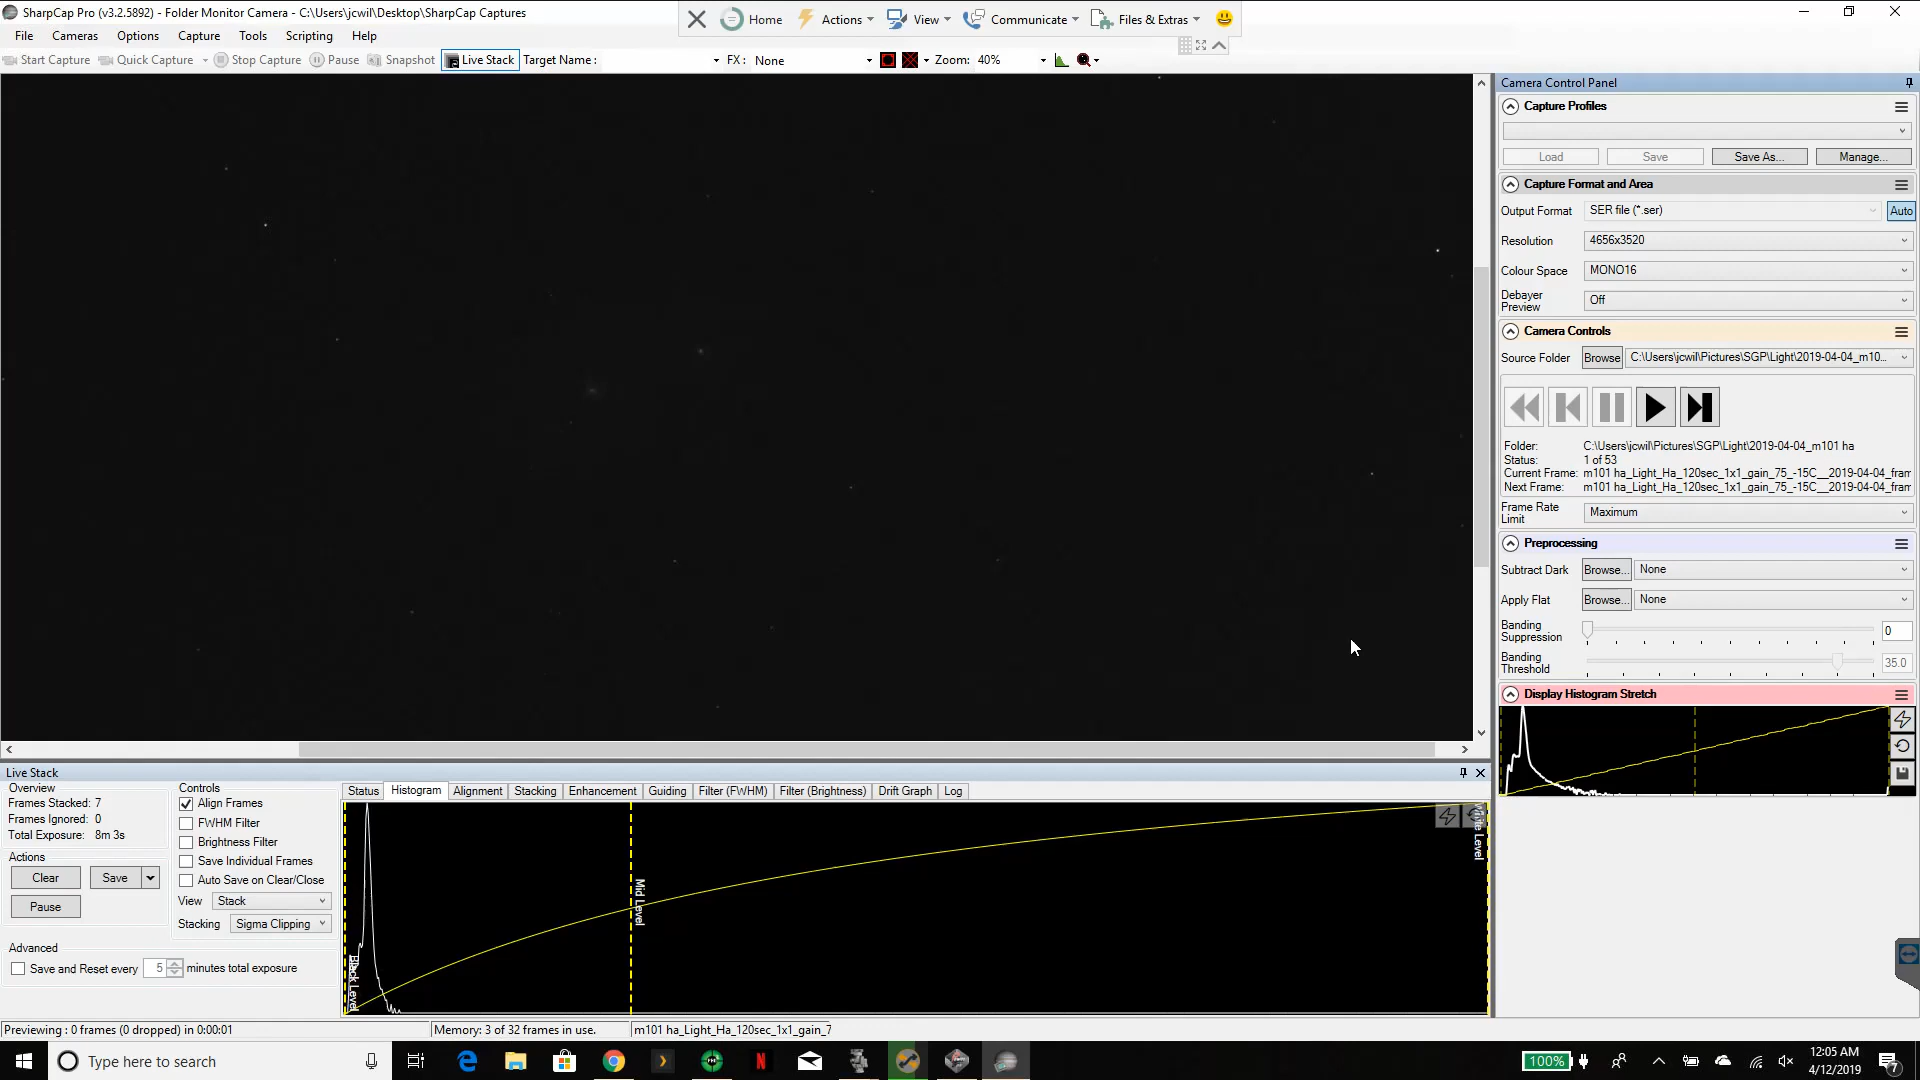 SharpCap Pro (v3.2.5892) - Folder Monitor Camera - C:\Users\jcwil\Desktop\SharpCap Captures
Home
Actions
View
Communicate
Files & Extras
File
Cameras
Options
Capture
Tools
Scripting
Help
Start Capture
Quick Capture
Stop Capture
Pause
Snapshot
Live Stack
Target Name :
FX :
None
Zoom:
40%
Camera Control Panel
Capture Profiles
Load
Save
Save As...
Manage...
Capture Format and Area
Output Format
SER file (*.ser)
Auto
Resolution
4656x3520
Colour Space
MONO16
Debayer
Preview
Off
Camera Controls
Source Folder
Browse
C:\Users\jcwil\Pictures\SGP\Light\2019-04-04_m10...
Folder:
C:\Users\jcwil\Pictures\SGP\Light\2019-04-04_m101 ha
Status:
1 of 53
Current Frame:
m101 ha_Light_Ha_120sec_1x1_gain_75_-15C__2019-04-04_fram
Next Frame:
m101 ha_Light_Ha_120sec_1x1_gain_75_-15C__2019-04-04_fram
Frame Rate
Limit
Maximum
Preprocessing
Subtract Dark
Browse...
None
Apply Flat
Browse...
None
Banding
Suppression
0
Banding
Threshold
35.0
Display Histogram Stretch
Live Stack
Overview
Frames Stacked: 7
Frames Ignored: 0
Total Exposure: 8m 3s
Actions
Clear
Save
Pause
Controls
Align Frames
FWHM Filter
Brightness Filter
Save Individual Frames
Auto Save on Clear/Close
View
Stack
Stacking
Sigma Clipping
Advanced
Save and Reset every
5
minutes total exposure
Status
Histogram
Alignment
Stacking
Enhancement
Guiding
Filter (FWHM)
Filter (Brightness)
Drift Graph
Log
Black Level
Mid Level
White Level
Previewing : 0 frames (0 dropped) in 0:00:01
Memory: 3 of 32 frames in use.
m101 ha_Light_Ha_120sec_1x1_gain_7
Type here to search
100%
12:05 AM
4/12/2019
7